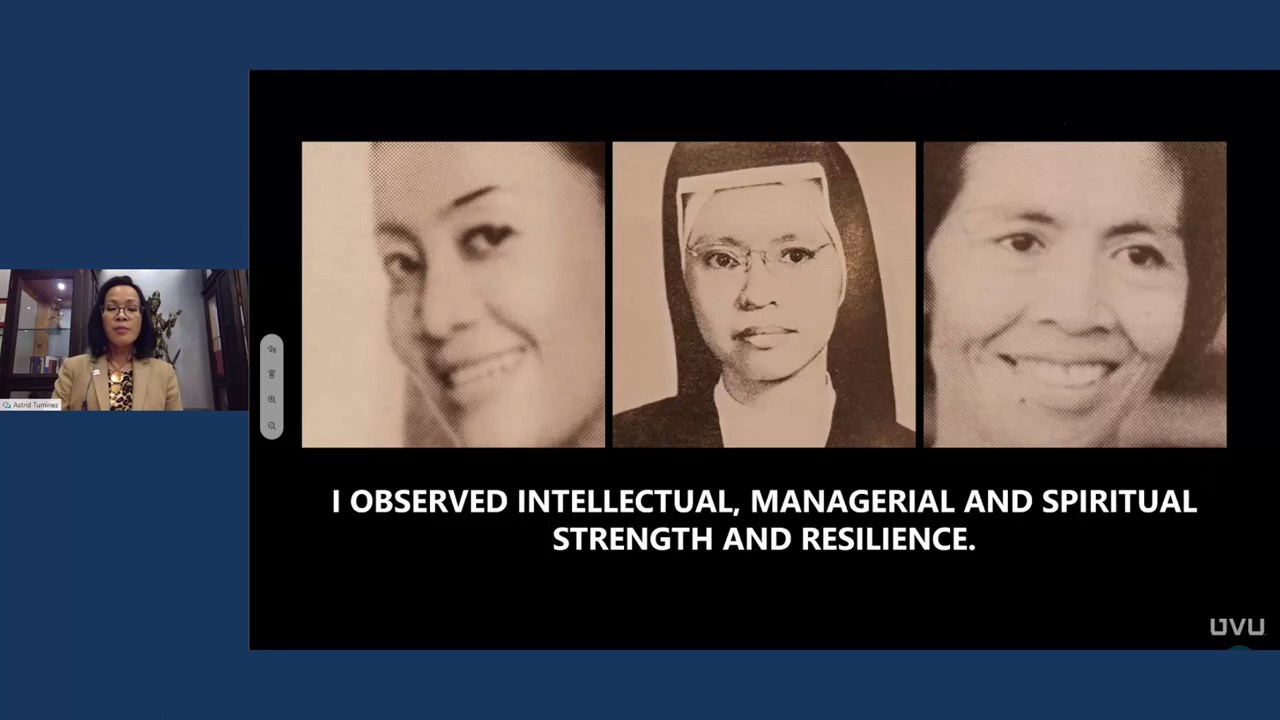 Astrid Tuminez
I OBSERVED INTELLECTUAL, MANAGERIAL AND SPIRITUAL
STRENGTH AND RESILIENCE.
UVU